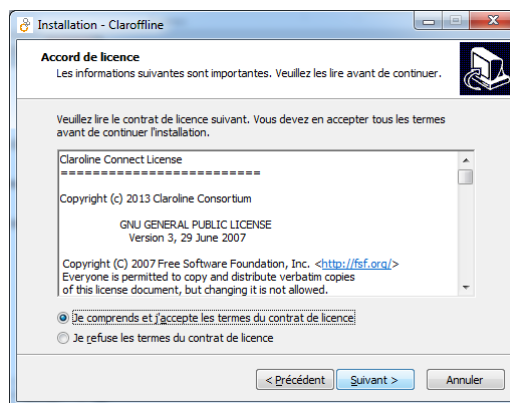 Installation - Claroffline
Accord de licence
Les informations suivantes sont importantes. Veuillez les lire avant de continuer.
Veuillez lire le contrat de licence suivant. Vous devez en accepter tous les termes
avant de continuer l'installation.
Claroline Connect License
==========================
Copyright (c) 2013 Claroline Consortium
GNU GENERAL PUBLIC LICENSE
Version 3, 29 June 2007
Copyright (C) 2007 Free Software Foundation, Inc. <http://fsf.org/>
Everyone is permitted to copy and distribute verbatim copies
of this license document, but changing it is not allowed.
Je comprends et j'accepte les termes du contrat de licence
Je refuse les termes du contrat de licence
< Précédent Suivant > Annuler